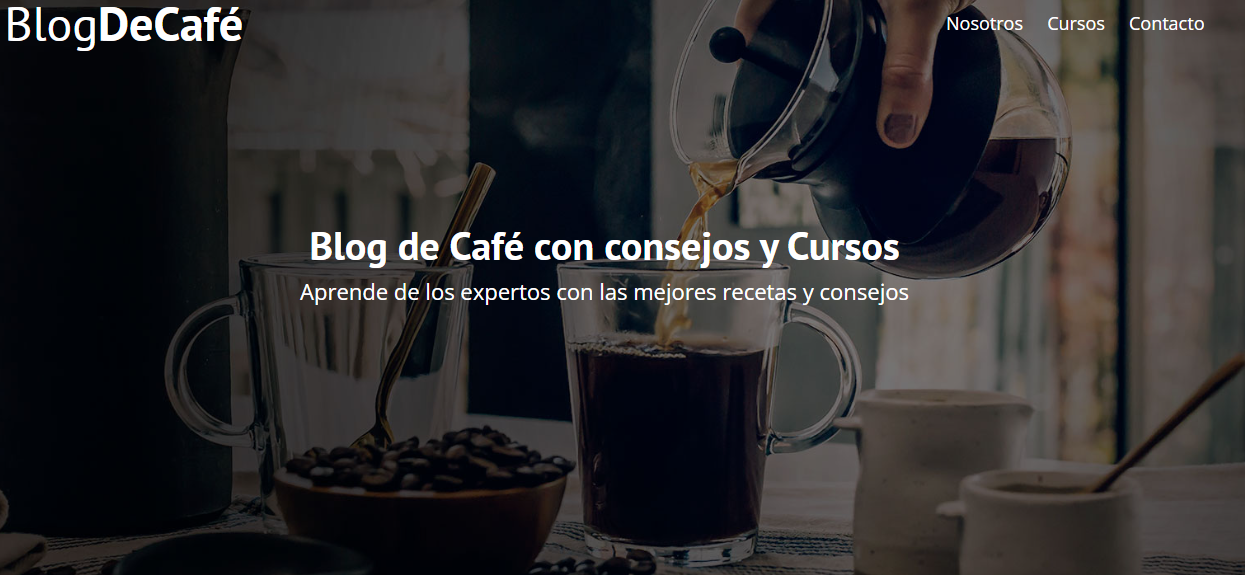 BlogDeCafé
Nosotros Cursos Contacto
Blog de Café con consejos y Cursos
Aprende de los expertos con las mejores recetas y consejos